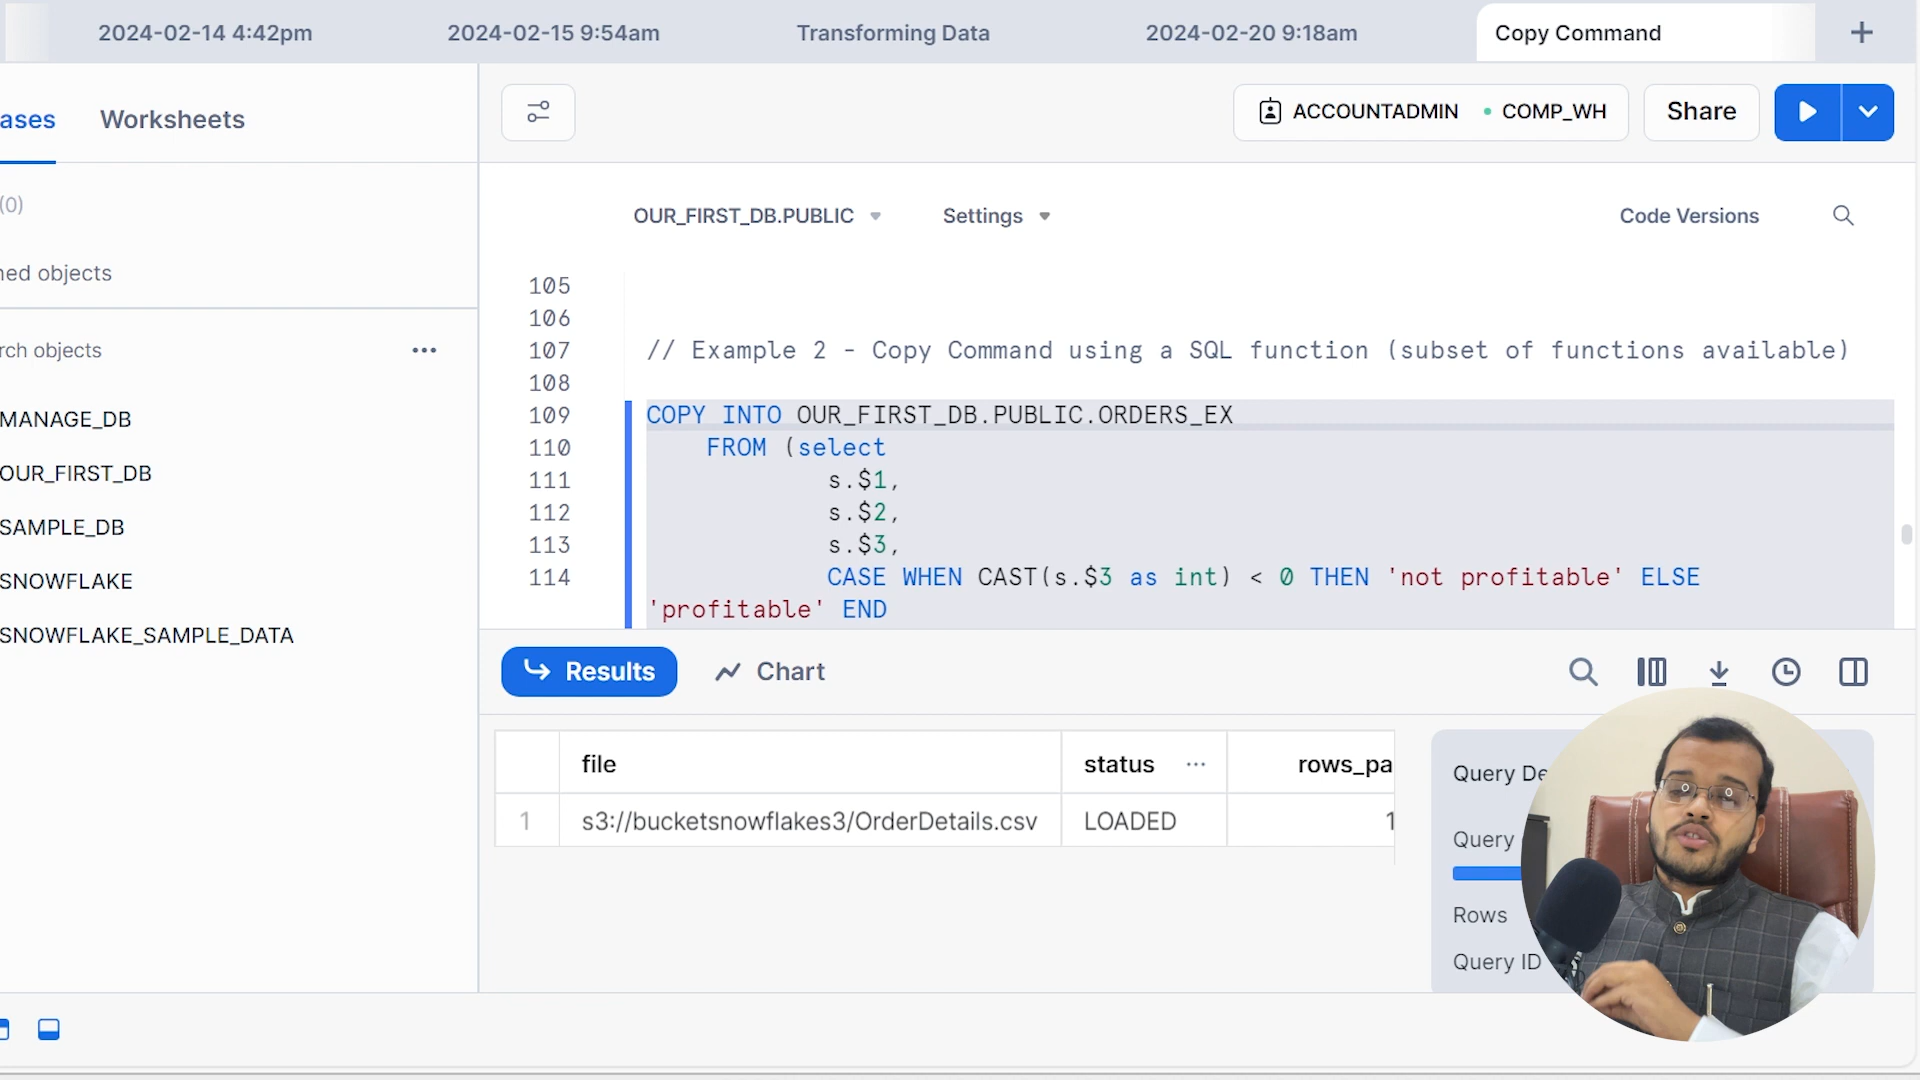 2024-02-14 4:42pm 2024-02-15 9:54am Transforming Data 2024-02-20 9:18am Copy Command +
ases Worksheets
ACCOUNTADMIN COMP_WH Share
(0)
OUR_FIRST_DB.PUBLIC Settings Code Versions
ned objects
rch objects
MANAGE_DB
OUR_FIRST_DB
SAMPLE_DB
SNOWFLAKE
SNOWFLAKE_SAMPLE_DATA
105
106
107 // Example 2 - Copy Command using a SQL function (subset of functions available)
108
109 COPY INTO OUR_FIRST_DB.PUBLIC.ORDERS_EX
110 FROM (select
111 s.$1,
112 s.$2,
113 s.$3,
114 CASE WHEN CAST(s.$3 as int) < 0 THEN 'not profitable' ELSE
'profitable' END
Results Chart
file status ... rows_pa
1 s3://bucketsnowflakes3/OrderDetails.csv LOADED 1
Query De
Query
Rows
Query ID